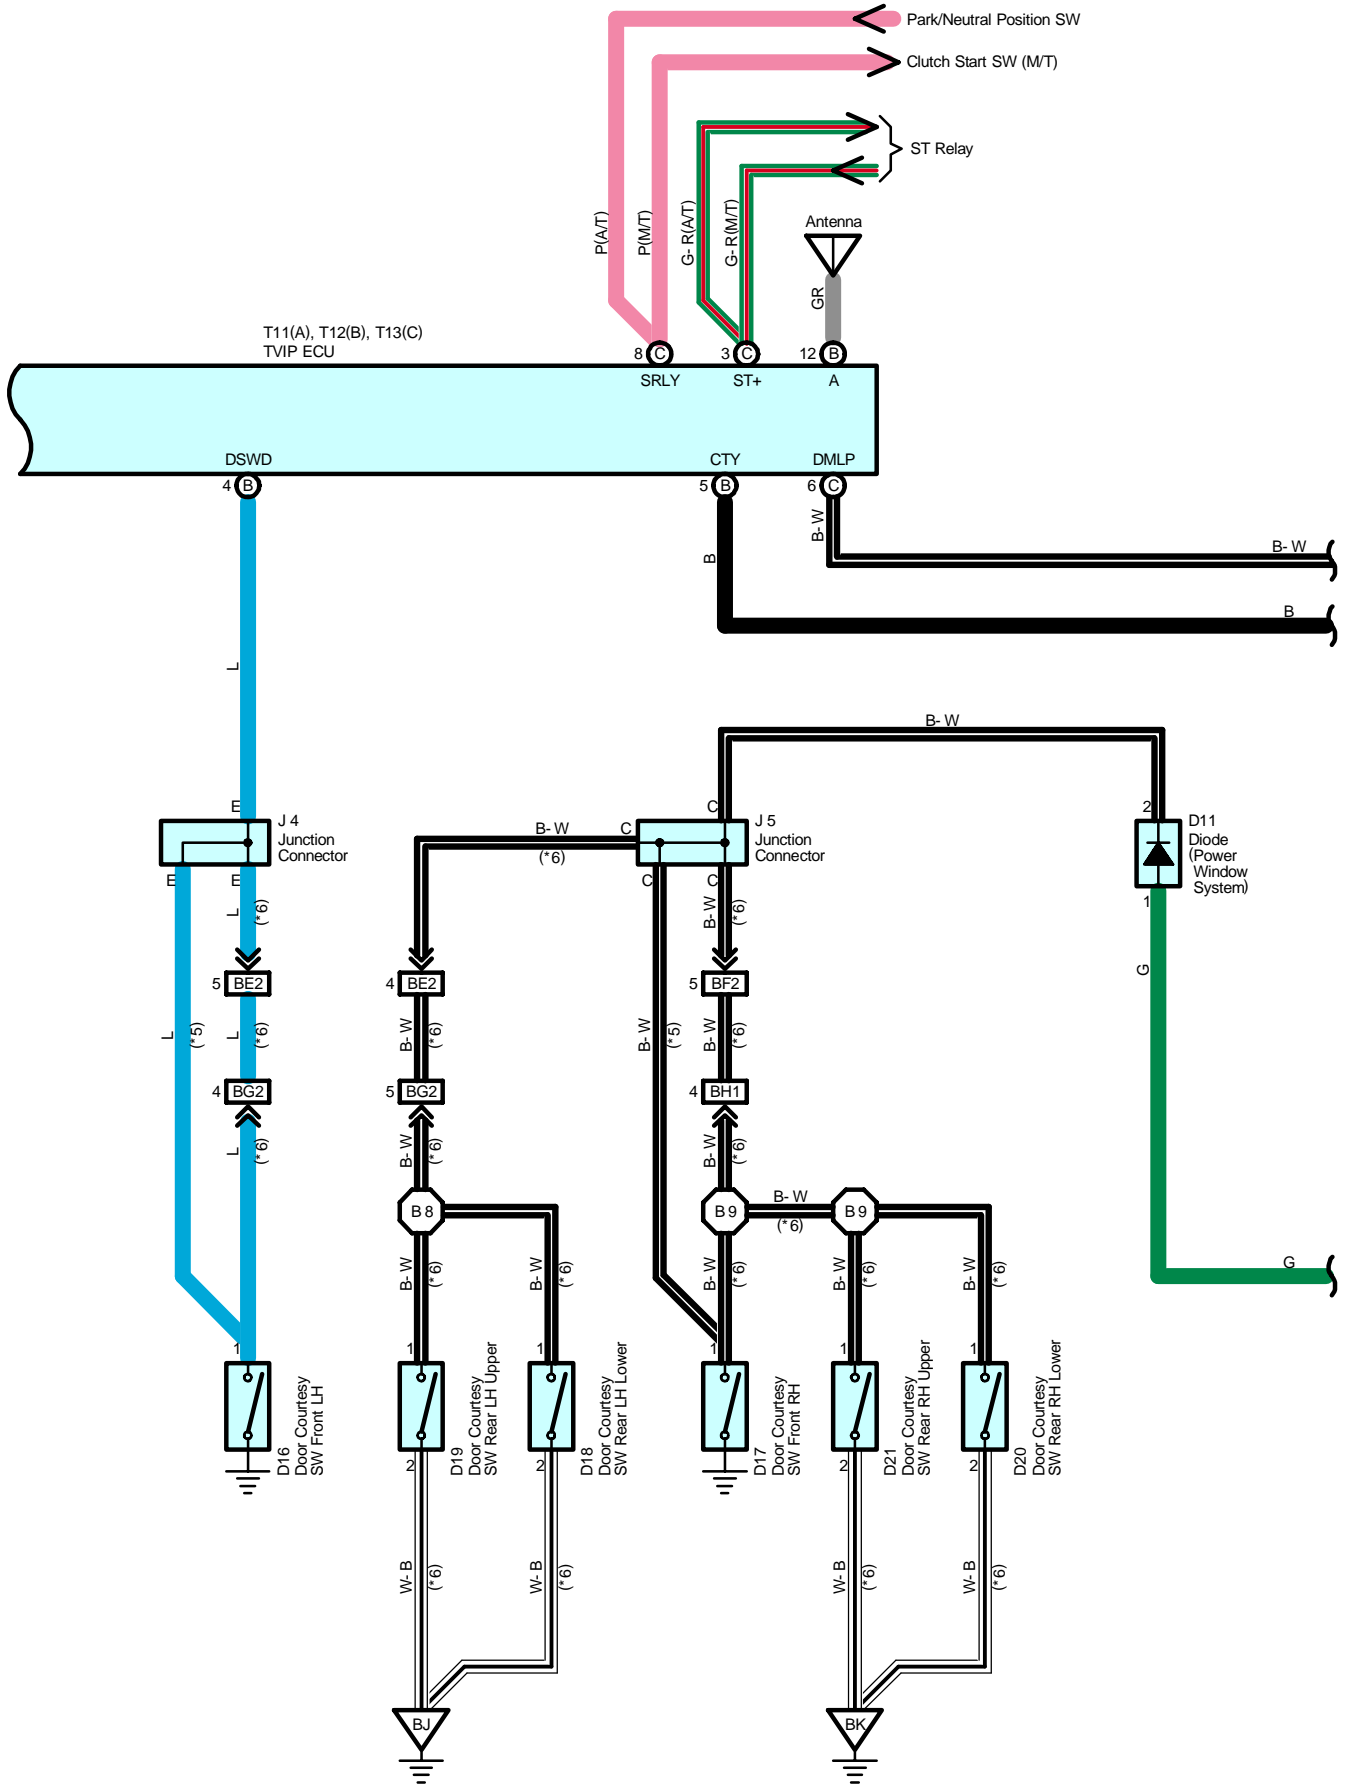 Park/Neutral Position SW
Clutch Start SW (M/T)
ST Relay
P(A/T)
P(M/T)
G- R(A/T)
G- R(M/T)
Antenna
GR
T11(A), T12(B), T13(C)
TVIP ECU
8 C
3 C
12 B
SRLY
ST+
A
DSWD
CTY
DMLP
4 B
5 B
6 C
B- W
B
B- W
B
L
B- W
E
J 4
Junction
Connector
E
E
B- W
(*6)
C
C
J 5
Junction
Connector
C
C
2
D11
Diode
(Power
Window
System)
1
L
(*6)
B- W
(*6)
5 BE2
4 BE2
5 BF2
G
L
(*5)
L
(*6)
B- W
(*6)
B- W
(*5)
B- W
(*6)
4 BG2
5 BG2
4 BH1
L
(*6)
B- W
(*6)
B- W
(*6)
B 8
B 9
B- W
(*6)
B 9
B- W
(*6)
B- W
(*6)
B- W
(*6)
B- W
(*6)
B- W
(*6)
G
1
1
1
1
1
1
D16
Door Courtesy
SW Front LH
D19
Door Courtesy
SW Rear LH Upper
D18
Door Courtesy
SW Rear LH Lower
D17
Door Courtesy
SW Front RH
D21
Door Courtesy
SW Rear RH Upper
D20
Door Courtesy
SW Rear RH Lower
2
2
2
2
W- B
(*6)
W- B
(*6)
W- B
(*6)
W- B
(*6)
BJ
BK